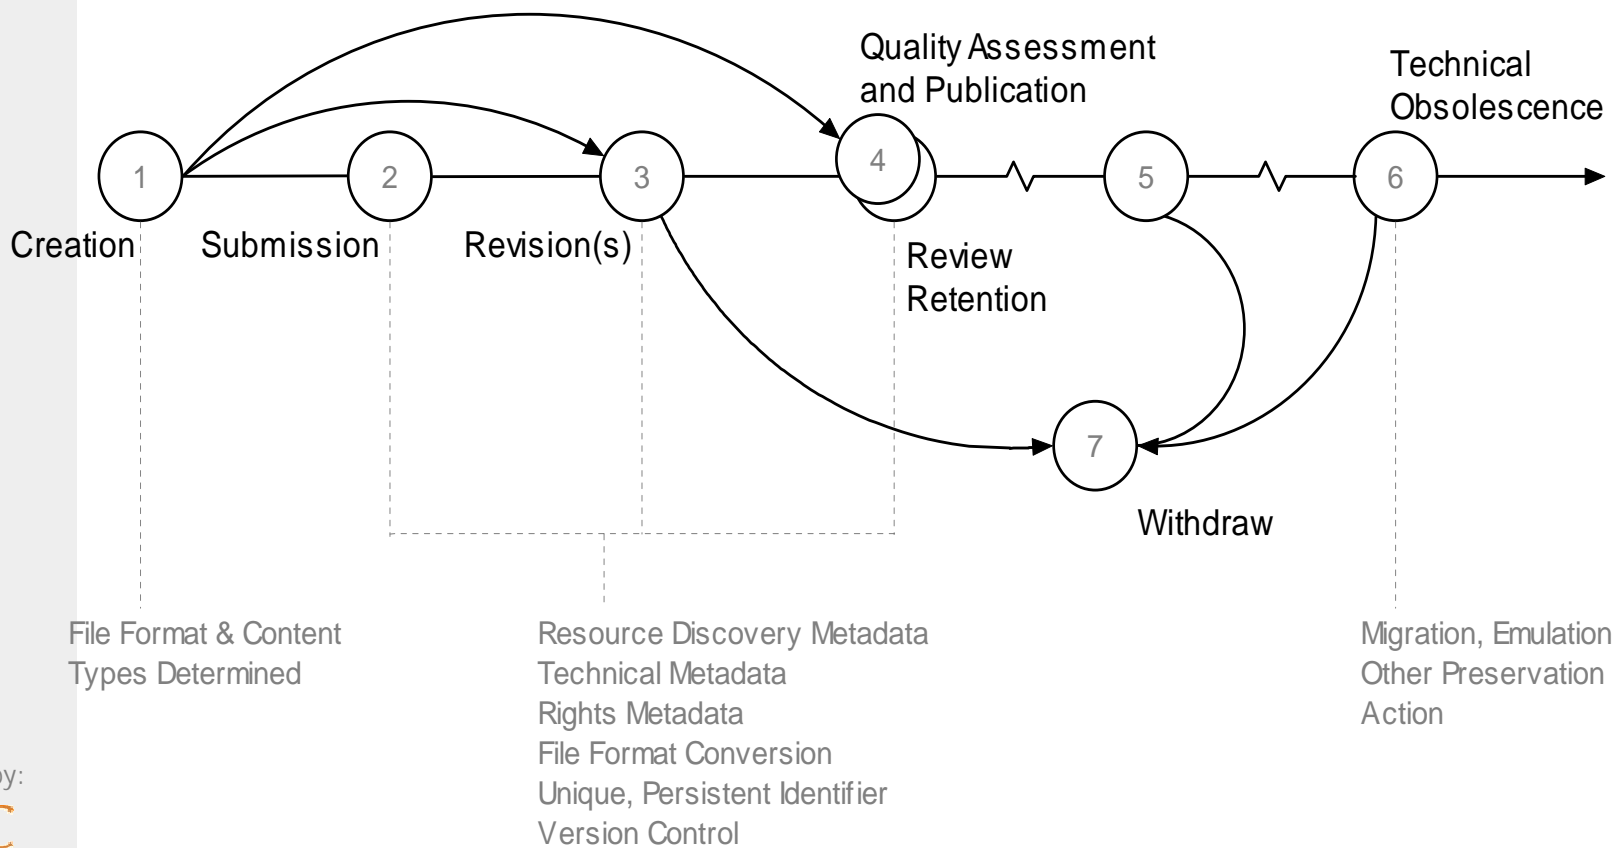 Quality Assessment
and Publication
Technical
Obsolescence
1
2
3
4
5
6
Creation
Submission
Revision(s)
Review
Retention
7
Withdraw
File Format & Content
Types Determined
Resource Discovery Metadata
Technical Metadata
Rights Metadata
File Format Conversion
Unique, Persistent Identifier
Version Control
Migration, Emulation
Other Preservation
Action
by: